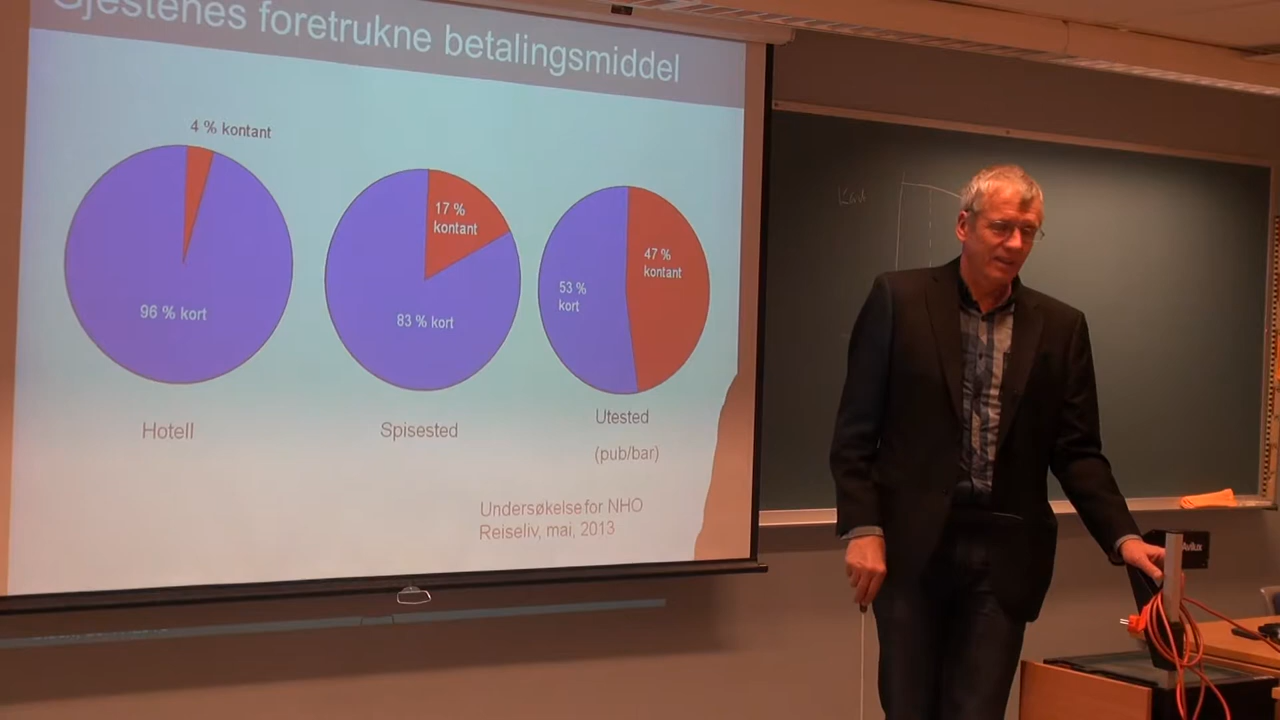 Gjestenes foretrukne betalingsmiddel
4 % kontant
96 % kort
Hotell
17 %
kontant
83 % kort
Spisested
47 %
kontant
53 %
kort
Utested
(pub/bar)
Undersøkelse for NHO
Reiseliv, mai, 2013